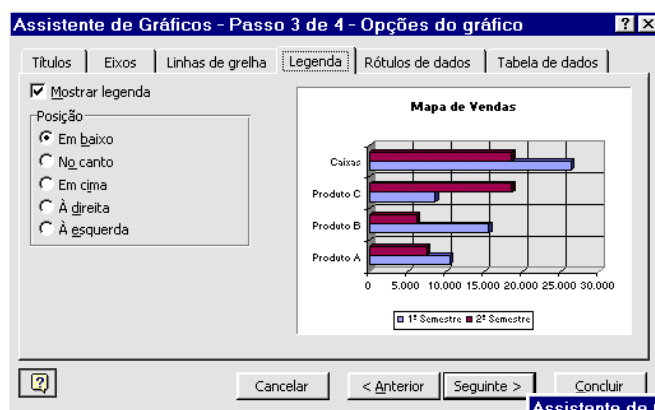 Assistente de Gráficos - Passo 3 de 4 - Opções do gráfico
Títulos Eixos Linhas de grelha Legenda Rótulos de dados Tabela de dados
Mostrar legenda
Posição
Em baixo
No canto
Em cima
À direita
À esquerda
Mapa de Vendas
Caixas
Produto C
Produto B
Produto A
0 5.000 10.000 15.000 20.000 25.000 30.000
1º Semestre 2º Semestre
Cancelar < Anterior Seguinte > Concluir
Assistente de